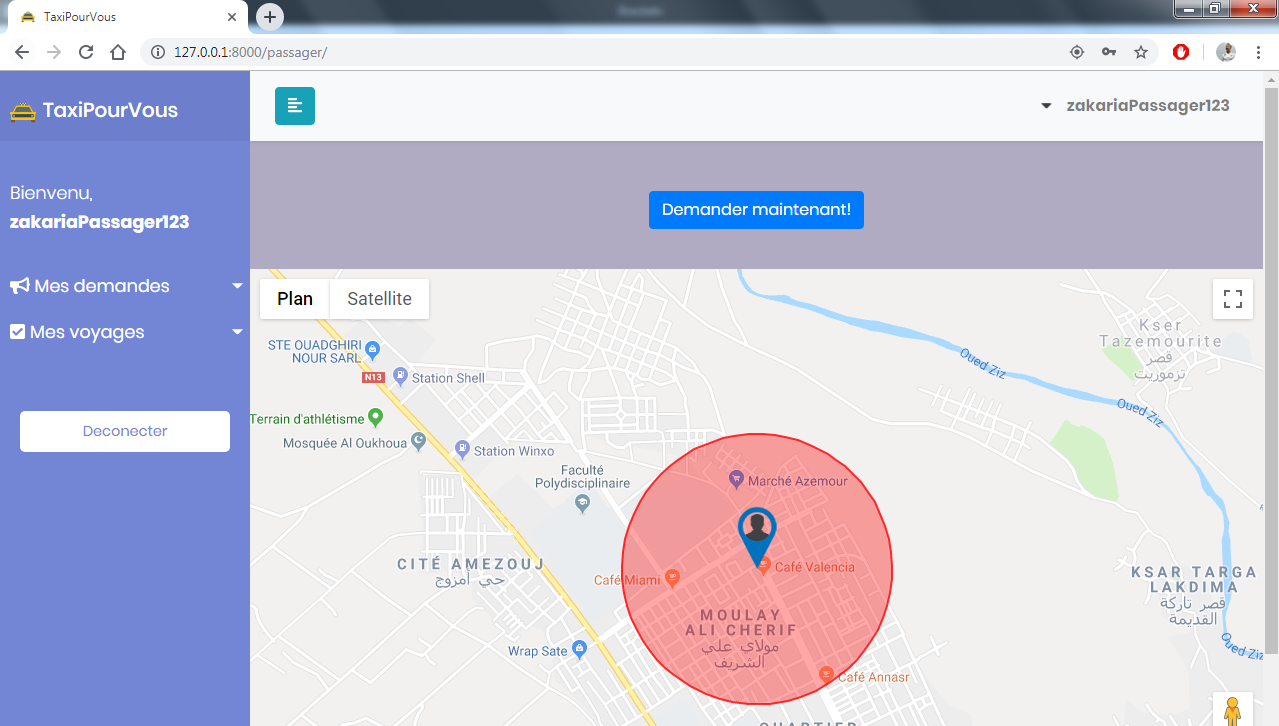 TaxiPourVous
127.0.0.1:8000/passager/
TaxiPourVous
zakariaPassager123
Bienvenu,
zakariaPassager123
Demander maintenant!
Mes demandes
Mes voyages
Deconecter
Plan
Satellite
STE OUADGHIRI
NOUR SARL
N13
Station Shell
Terrain d'athlétisme
Mosquée Al Oukhoua
Station Winxo
Faculté
Polydisciplinaire
Marché Azemour
Kser
Tazemourite
قصر
تزموريت
Oued Ziz
Oued Ziz
CITÉ AMEZOUJ
حي أمزوج
Café Miami
Café Valencia
MOULAY
ALI CHERIF
مولاي علي
الشريف
KSAR TARGA
LAKDIMA
قصر تاركة
القديمة
Oued Ziz
Wrap Sate
Café Annasr
QUARTIER